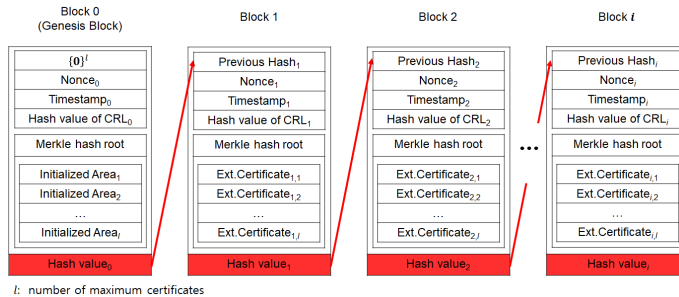 Block 0
(Genesis Block)
{0}^l
Nonce₀
Timestamp₀
Hash value of CRL₀
Merkle hash root
Initialized Area₁
Initialized Area₂
...
Initialized Areaₗ
Hash value₀
Block 1
Previous Hash₁
Nonce₁
Timestamp₁
Hash value of CRL₁
Merkle hash root
Ext.Certificate₁,₁
Ext.Certificate₁,₂
...
Ext.Certificate₁,ₗ
Hash value₁
Block 2
Previous Hash₂
Nonce₂
Timestamp₂
Hash value of CRL₂
Merkle hash root
Ext.Certificate₂,₁
Ext.Certificate₂,₂
...
Ext.Certificate₂,ₗ
Hash value₂
...
Block i
Previous Hashᵢ
Nonceᵢ
Timestampᵢ
Hash value of CRLᵢ
Merkle hash root
Ext.Certificateᵢ,₁
Ext.Certificateᵢ,₂
...
Ext.Certificateᵢ,ₗ
Hash valueᵢ
l: number of maximum certificates